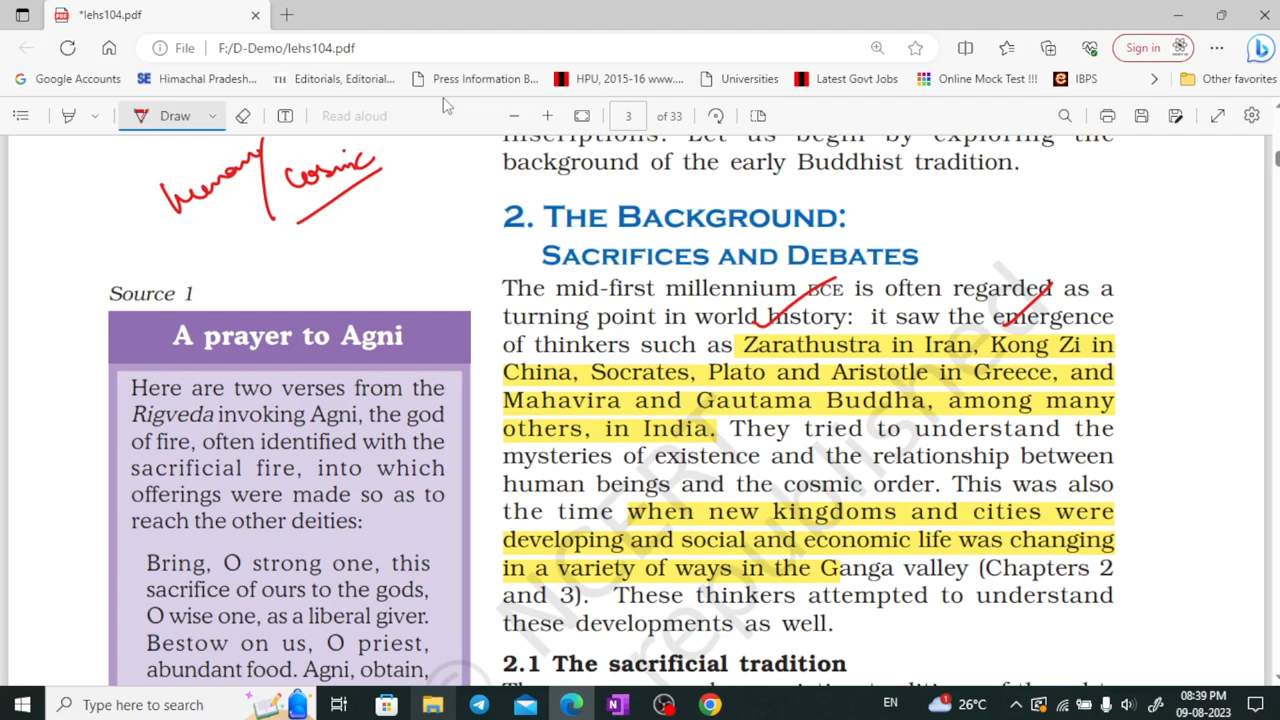 *lehs104.pdf
File F:/D-Demo/lehs104.pdf
Sign in
Google Accounts
SE Himachal Pradesh...
TH Editorials, Editorial...
Press Information B...
HPU, 2015-16 www....
Universities
Latest Govt Jobs
Online Mock Test !!!
IBPS
Other favorites
Draw
Read aloud
3 of 33
human/cosmic
inscriptions. Let us begin by exploring the
background of the early Buddhist tradition.
2. The Background:
Sacrifices and Debates
The mid-first millennium BCE is often regarded as a
turning point in world history: it saw the emergence
of thinkers such as Zarathustra in Iran, Kong Zi in
China, Socrates, Plato and Aristotle in Greece, and
Mahavira and Gautama Buddha, among many
others, in India. They tried to understand the
mysteries of existence and the relationship between
human beings and the cosmic order. This was also
the time when new kingdoms and cities were
developing and social and economic life was changing
in a variety of ways in the Ganga valley (Chapters 2
and 3). These thinkers attempted to understand
these developments as well.
2.1 The sacrificial tradition
Source 1
A prayer to Agni
Here are two verses from the
Rigveda invoking Agni, the god
of fire, often identified with the
sacrificial fire, into which
offerings were made so as to
reach the other deities:
Bring, O strong one, this
sacrifice of ours to the gods,
O wise one, as a liberal giver.
Bestow on us, O priest,
abundant food. Agni, obtain,
© NCERT
republished
Type here to search
EN
26°C
08:39 PM
09-08-2023